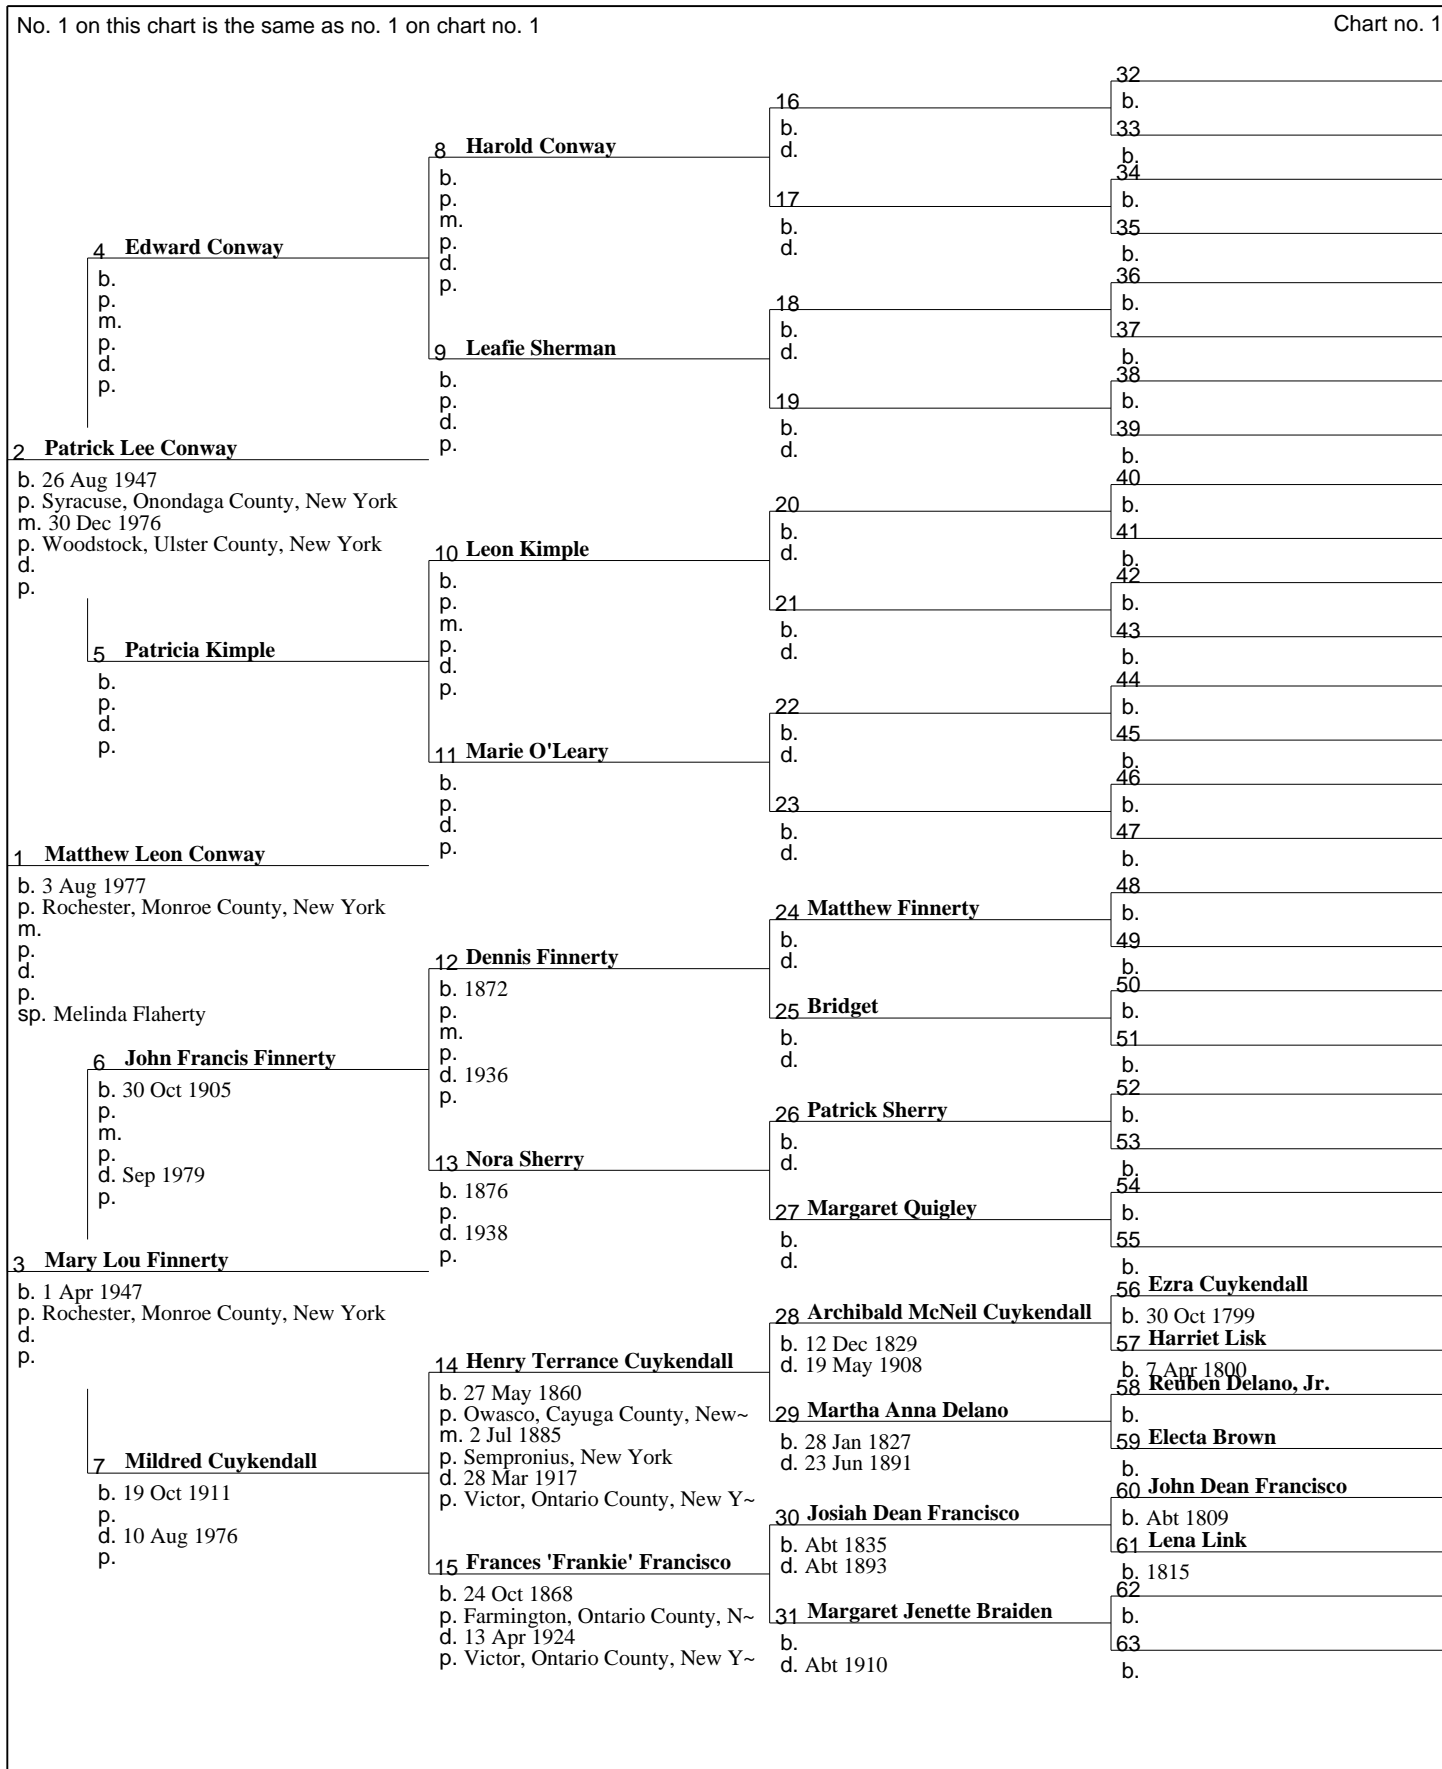 No. 1 on this chart is the same as no. 1 on chart no. 1
Chart no. 1
2 Patrick Lee Conway
b. 26 Aug 1947
p. Syracuse, Onondaga County, New York
m. 30 Dec 1976
p. Woodstock, Ulster County, New York
d.
p.
1 Matthew Leon Conway
b. 3 Aug 1977
p. Rochester, Monroe County, New York
m.
p.
d.
p.
sp. Melinda Flaherty
3 Mary Lou Finnerty
b. 1 Apr 1947
p. Rochester, Monroe County, New York
d.
p.
4 Edward Conway
b.
p.
m.
p.
d.
p.
5 Patricia Kimple
b.
p.
d.
p.
6 John Francis Finnerty
b. 30 Oct 1905
p.
m.
p.
d. Sep 1979
p.
7 Mildred Cuykendall
b. 19 Oct 1911
p.
d. 10 Aug 1976
p.
8 Harold Conway
b.
p.
m.
p.
d.
p.
9 Leafie Sherman
b.
p.
d.
p.
10 Leon Kimple
b.
p.
m.
p.
d.
p.
11 Marie O'Leary
b.
p.
d.
p.
12 Dennis Finnerty
b. 1872
p.
m.
p.
d. 1936
p.
13 Nora Sherry
b. 1876
p.
d. 1938
p.
14 Henry Terrance Cuykendall
b. 27 May 1860
p. Owasco, Cayuga County, New~
m. 2 Jul 1885
p. Sempronius, New York
d. 28 Mar 1917
p. Victor, Ontario County, New Y~
15 Frances 'Frankie' Francisco
b. 24 Oct 1868
p. Farmington, Ontario County, N~
d. 13 Apr 1924
p. Victor, Ontario County, New Y~
16
b.
d.
17
b.
d.
18
b.
d.
19
b.
d.
20
b.
d.
21
b.
d.
22
b.
d.
23
b.
d.
24 Matthew Finnerty
b.
d.
25 Bridget
b.
d.
26 Patrick Sherry
b.
d.
27 Margaret Quigley
b.
d.
28 Archibald McNeil Cuykendall
b. 12 Dec 1829
d. 19 May 1908
29 Martha Anna Delano
b. 28 Jan 1827
d. 23 Jun 1891
30 Josiah Dean Francisco
b. Abt 1835
d. Abt 1893
31 Margaret Jenette Braiden
b.
d. Abt 1910
32
b.
33
b.
34
b.
35
b.
36
b.
37
b.
38
b.
39
b.
40
b.
41
b.
42
b.
43
b.
44
b.
45
b.
46
b.
47
b.
48
b.
49
b.
50
b.
51
b.
52
b.
53
b.
54
b.
55
b.
56 Ezra Cuykendall
b. 30 Oct 1799
57 Harriet Lisk
b. 7 Apr 1800
58 Reuben Delano, Jr.
b.
59 Electa Brown
b.
60 John Dean Francisco
b. Abt 1809
61 Lena Link
b. 1815
62
b.
63
b.